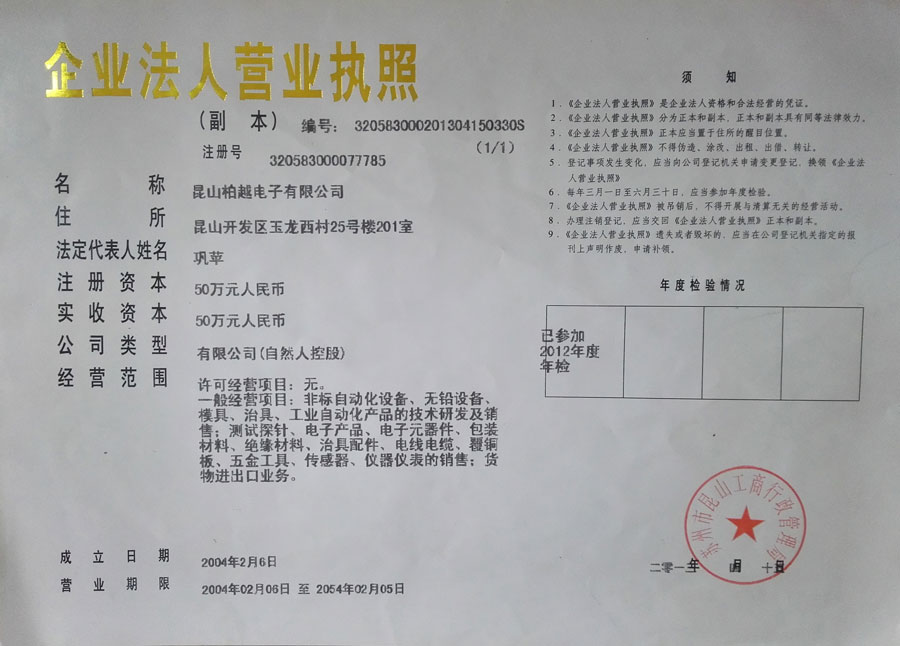 企业法人营业执照
(副 本)
编号： 320583000201304150330S
(1/1)
注册号 320583000077785
名 称 昆山柏越电子有限公司
住 所 昆山开发区玉龙西村25号楼201室
法定代表人姓名 巩苹
注册资本 50万元人民币
实收资本 50万元人民币
公司类型 有限公司(自然人控股)
经营范围 许可经营项目：无。
一般经营项目：非标自动化设备、无铅设备、
模具、治具、工业自动化产品的技术研发及销
售；测试探针、电子产品、电子元器件、包装
材料、绝缘材料、治具配件、电线电缆、覆铜
板、五金工具、传感器、仪器仪表的销售；货
物进出口业务。
成立日期 2004年2月6日
营业期限 2004年02月06日 至 2054年02月05日
须 知
1．《企业法人营业执照》是企业法人资格和合法经营的凭证。
2．《企业法人营业执照》分为正本和副本，正本和副本具有同等法律效力。
3．《企业法人营业执照》正本应当置于住所的醒目位置。
4．《企业法人营业执照》不得伪造、涂改、出租、出借、转让。
5．登记事项发生变化，应当向公司登记机关申请变更登记，换领《企业法
人营业执照》
6．每年三月一日至六月三十日，应当参加年度检验。
7．《企业法人营业执照》被吊销后，不得开展与清算无关的经营活动。
8．办理注销登记，应当交回《企业法人营业执照》正本和副本。
9．《企业法人营业执照》遗失或者毁坏的，应当在公司登记机关指定的报
刊上声明作废，申请补领。
年度检验情况
已参加
2012年度
年检
苏州市昆山工商行政管理局
二零一 年 四 月 十 日